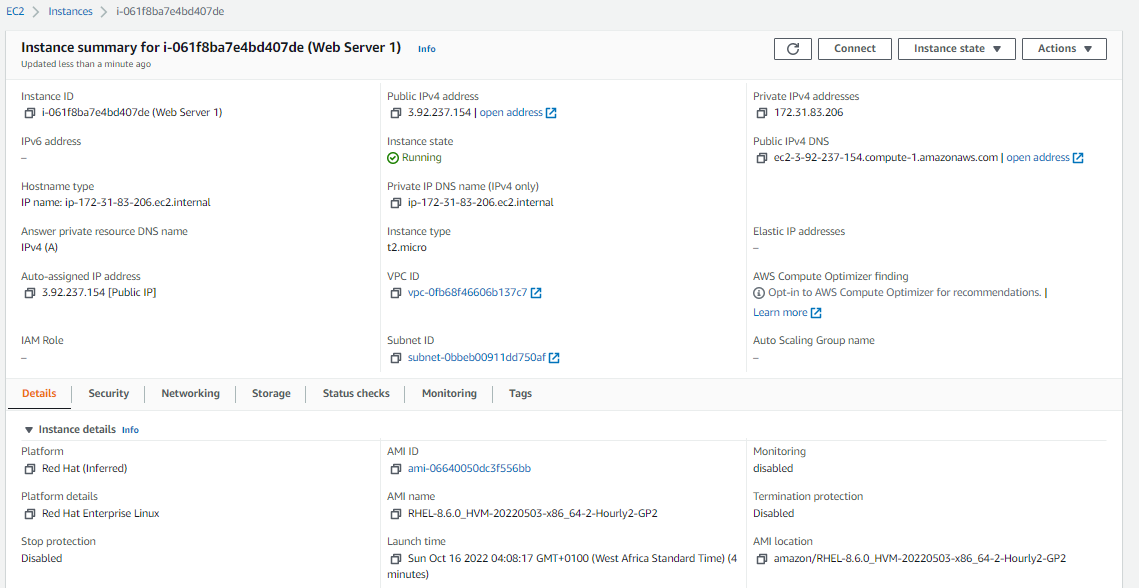 EC2 > Instances > i-061f8ba7e4bd407de
Instance summary for i-061f8ba7e4bd407de (Web Server 1) Info
Updated less than a minute ago
Connect
Instance state
Actions
Instance ID
i-061f8ba7e4bd407de (Web Server 1)
Public IPv4 address
3.92.237.154 | open address
Private IPv4 addresses
172.31.83.206
IPv6 address
–
Instance state
Running
Public IPv4 DNS
ec2-3-92-237-154.compute-1.amazonaws.com | open address
Hostname type
IP name: ip-172-31-83-206.ec2.internal
Private IP DNS name (IPv4 only)
ip-172-31-83-206.ec2.internal
Answer private resource DNS name
IPv4 (A)
Instance type
t2.micro
Elastic IP addresses
–
Auto-assigned IP address
3.92.237.154 [Public IP]
VPC ID
vpc-0fb68f46606b137c7
AWS Compute Optimizer finding
Opt-in to AWS Compute Optimizer for recommendations. |
Learn more
IAM Role
–
Subnet ID
subnet-0bbeb00911dd750af
Auto Scaling Group name
–
Details
Security
Networking
Storage
Status checks
Monitoring
Tags
Instance details Info
Platform
Red Hat (Inferred)
AMI ID
ami-06640050dc3f556bb
Monitoring
disabled
Platform details
Red Hat Enterprise Linux
AMI name
RHEL-8.6.0_HVM-20220503-x86_64-2-Hourly2-GP2
Termination protection
Disabled
Stop protection
Disabled
Launch time
Sun Oct 16 2022 04:08:17 GMT+0100 (West Africa Standard Time) (4
minutes)
AMI location
amazon/RHEL-8.6.0_HVM-20220503-x86_64-2-Hourly2-GP2